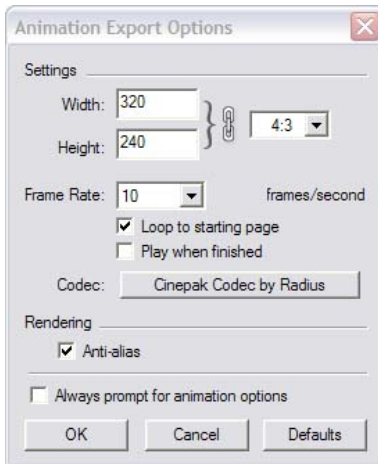 Animation Export Options
Settings
Width: 320
Height: 240
4:3
Frame Rate: 10 frames/second
Loop to starting page
Play when finished
Codec: Cinepak Codec by Radius
Rendering
Anti-alias
Always prompt for animation options
OK Cancel Defaults